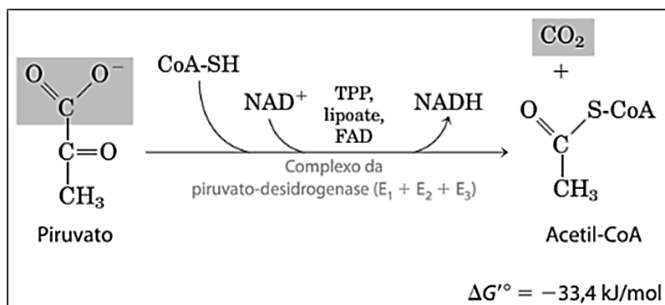 CO₂
+
O O⁻
C
C=O
CH₃
Piruvato
CoA-SH
NAD⁺
TPP,
lipoate,
FAD
NADH
Complexo da
piruvato-desidrogenase (E₁ + E₂ + E₃)
O S-CoA
C
CH₃
Acetil-CoA
ΔG′° = −33,4 kJ/mol